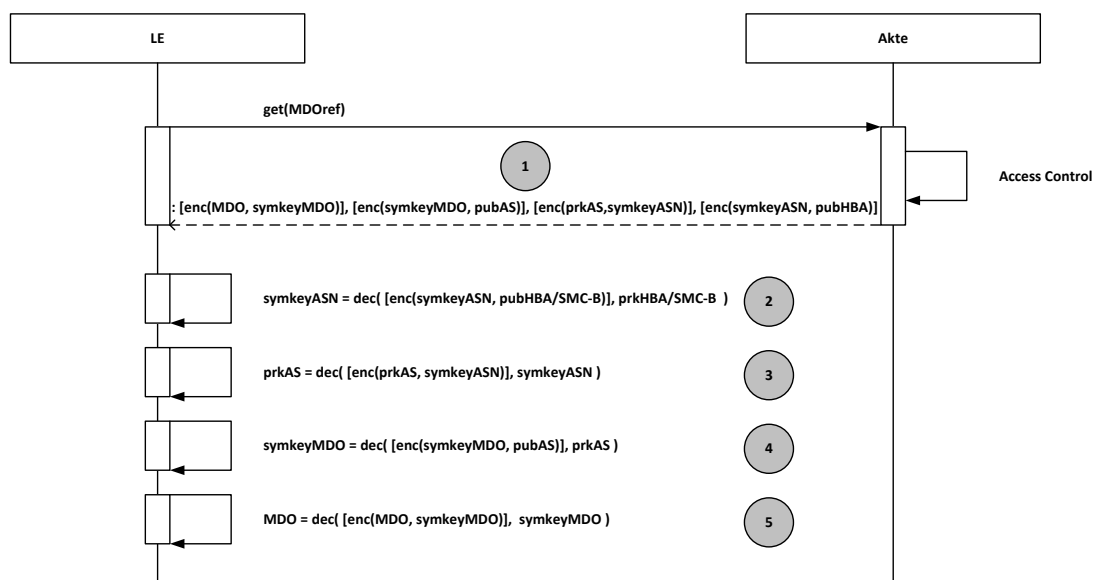 LE
Akte
get(MDOref)
1
Access Control
: [enc(MDO, symkeyMDO)], [enc(symkeyMDO, pubAS)], [enc(prkAS,symkeyASN)], [enc(symkeyASN, pubHBA)]
symkeyASN = dec( [enc(symkeyASN, pubHBA/SMC-B)], prkHBA/SMC-B )
2
prkAS = dec( [enc(prkAS, symkeyASN)], symkeyASN )
3
symkeyMDO = dec( [enc(symkeyMDO, pubAS)], prkAS )
4
MDO = dec( [enc(MDO, symkeyMDO)], symkeyMDO )
5